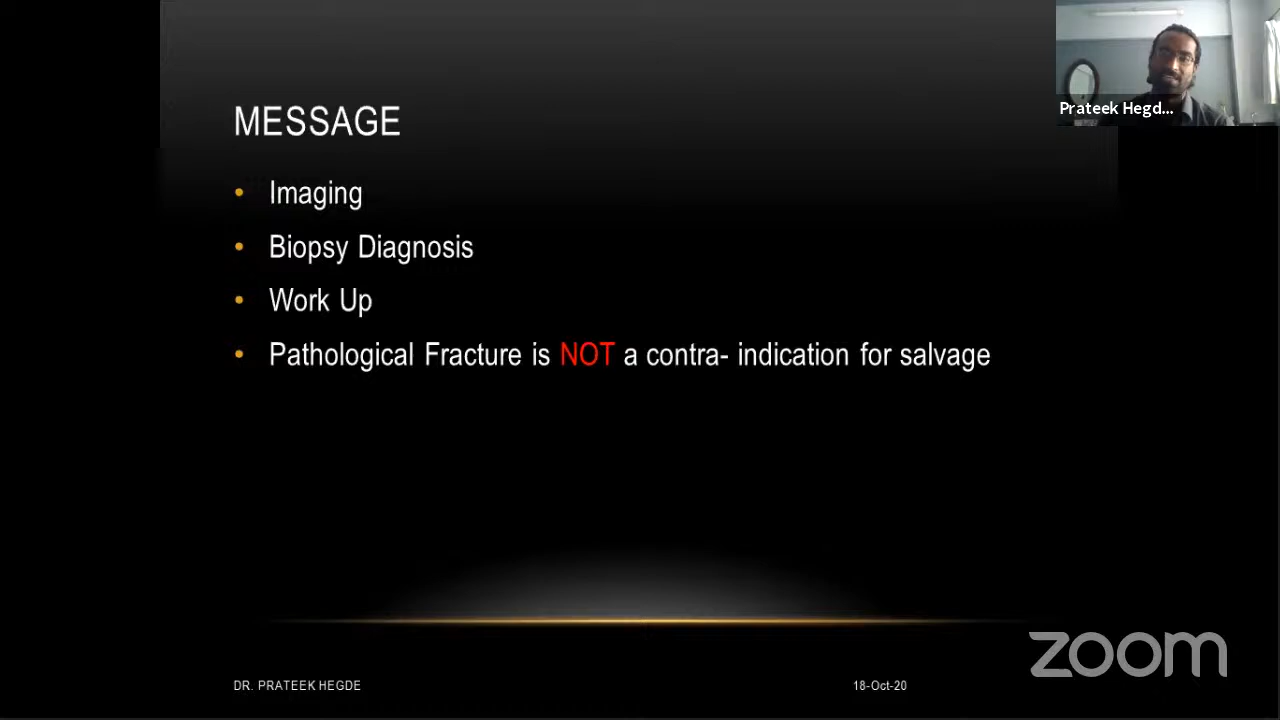 MESSAGE
Imaging
Biopsy Diagnosis
Work Up
Pathological Fracture is NOT a contra- indication for salvage
Prateek Hegd...
zoom
DR. PRATEEK HEGDE
18-Oct-20